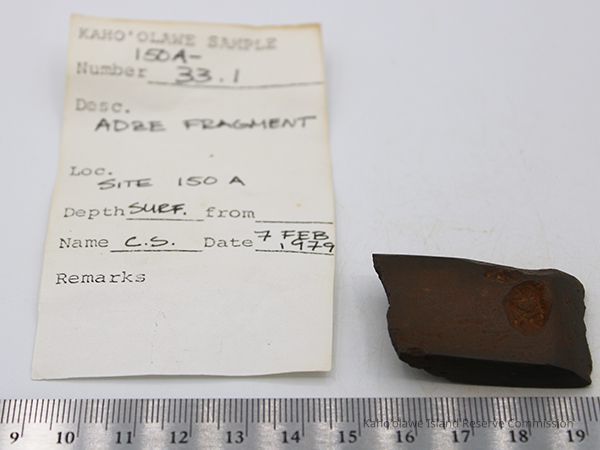 KAHO'OLAWE SAMPLE
150A-
Number 33.1
Desc.
ADZE FRAGMENT
Loc.
SITE 150 A
Depth SURF. from
Name C.S. Date 7 FEB 1979
Remarks
Kaho'olawe Island Reserve Commission
9 10 11 12 13 14 15 16 17 18 19